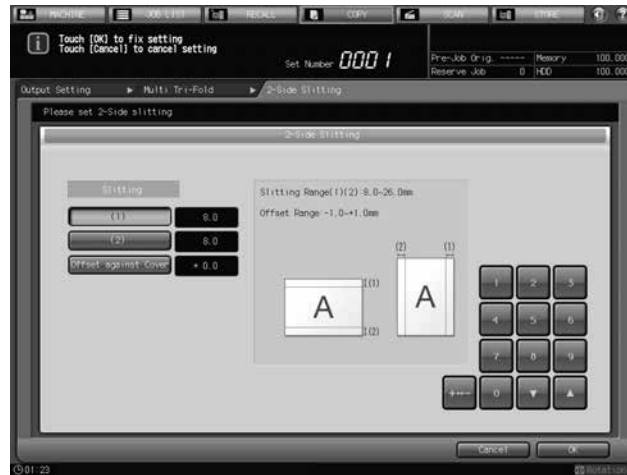 MACHINE JOB LIST RECALL COPY SCAN STORE ?
Touch [OK] to fix setting
Touch [Cancel] to cancel setting
Set Number 0001
Pre-Job Orig. ----- Memory 100.000
Reserve Job 0 HDD 100.000
Output Setting ▶ Multi Tri-Fold ▶ 2-Side Slitting
Please set 2-Side slitting
2-Side Slitting
Slitting
(1) 8.0
(2) 8.0
Offset against Cover + 0.0
Slitting Range(1)(2):8.0~26.0mm
Offset Range -1.0~+1.0mm
(2) (1)
(1)
A A
(2)
1 2 3
4 5 6
7 8 9
0 ▼ ▲
Cancel OK
01:23 Rotation